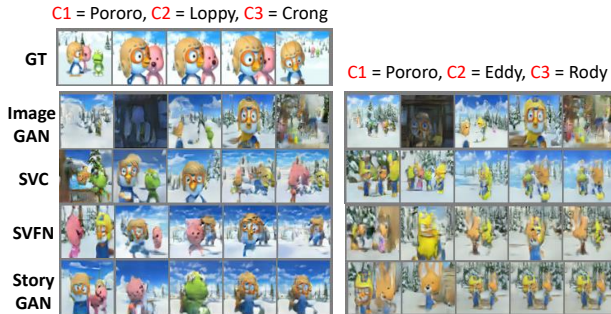 C1 = Pororo, C2 = Loppy, C3 = Crong
GT
C1 = Pororo, C2 = Eddy, C3 = Rody
Image
GAN
SVC
SVFN
Story
GAN